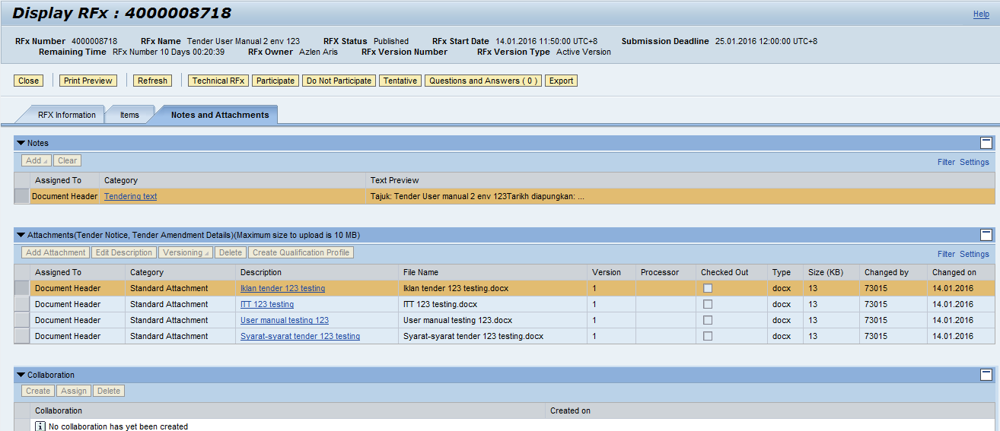 Display RFx : 4000008718
Help
RFx Number 4000008718 RFx Name Tender User Manual 2 env 123 RFX Status Published RFx Start Date 14.01.2016 11:50:00 UTC+8 Submission Deadline 25.01.2016 12:00:00 UTC+8
Remaining Time RFx Number 10 Days 00:20:39 RFx Owner Azlen Aris RFx Version Number RFx Version Type Active Version
Close Print Preview Refresh Technical RFx Participate Do Not Participate Tentative Questions and Answers ( 0 ) Export
RFX Information Items Notes and Attachments
Notes
Add Clear Filter Settings
Assigned To Category Text Preview
Document Header Tendering text Tajuk: Tender User manual 2 env 123Tarikh diapungkan: ...
Attachments(Tender Notice, Tender Amendment Details)(Maximum size to upload is 10 MB)
Add Attachment Edit Description Versioning Delete Create Qualification Profile Filter Settings
Assigned To Category Description File Name Version Processor Checked Out Type Size (KB) Changed by Changed on
Document Header Standard Attachment Iklan tender 123 testing Iklan tender 123 testing.docx 1 docx 13 73015 14.01.2016
Document Header Standard Attachment ITT 123 testing ITT 123 testing.docx 1 docx 13 73015 14.01.2016
Document Header Standard Attachment User manual testing 123 User manual testing 123.docx 1 docx 13 73015 14.01.2016
Document Header Standard Attachment Syarat-syarat tender 123 testing Syarat-syarat tender 123 testing.docx 1 docx 13 73015 14.01.2016
Collaboration
Create Assign Delete
Collaboration Created on
No collaboration has yet been created